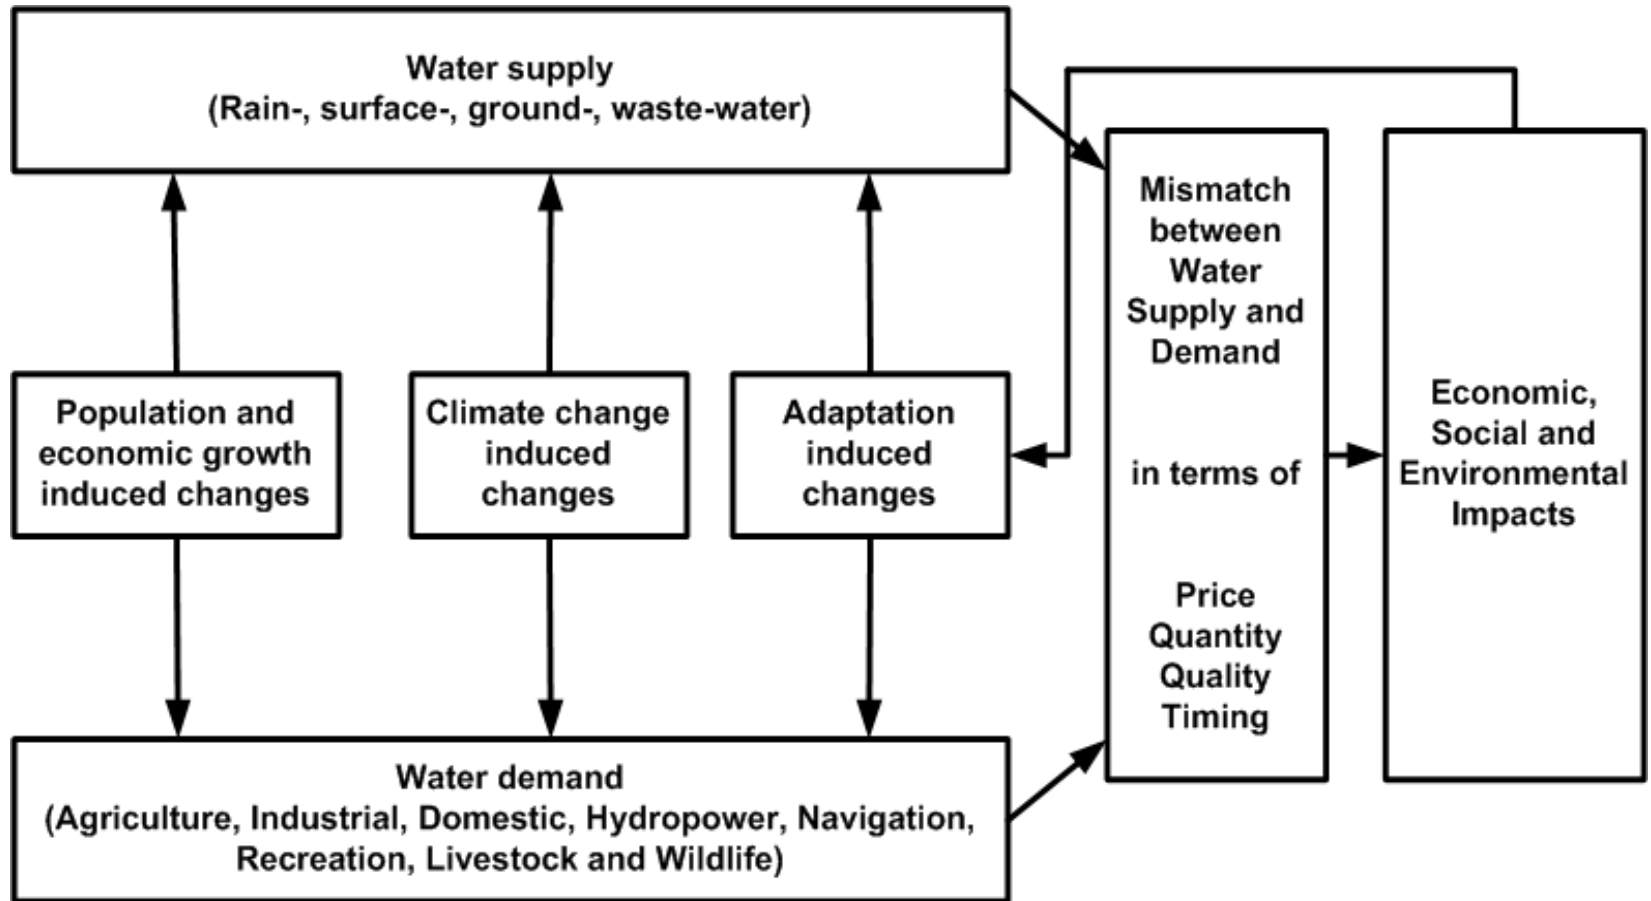 Water supply
(Rain-, surface-, ground-, waste-water)
Population and
economic growth
induced changes
Climate change
induced
changes
Adaptation
induced
changes
Water demand
(Agriculture, Industrial, Domestic, Hydropower, Navigation,
Recreation, Livestock and Wildlife)
Mismatch
between
Water
Supply and
Demand
in terms of
Price
Quantity
Quality
Timing
Economic,
Social and
Environmental
Impacts